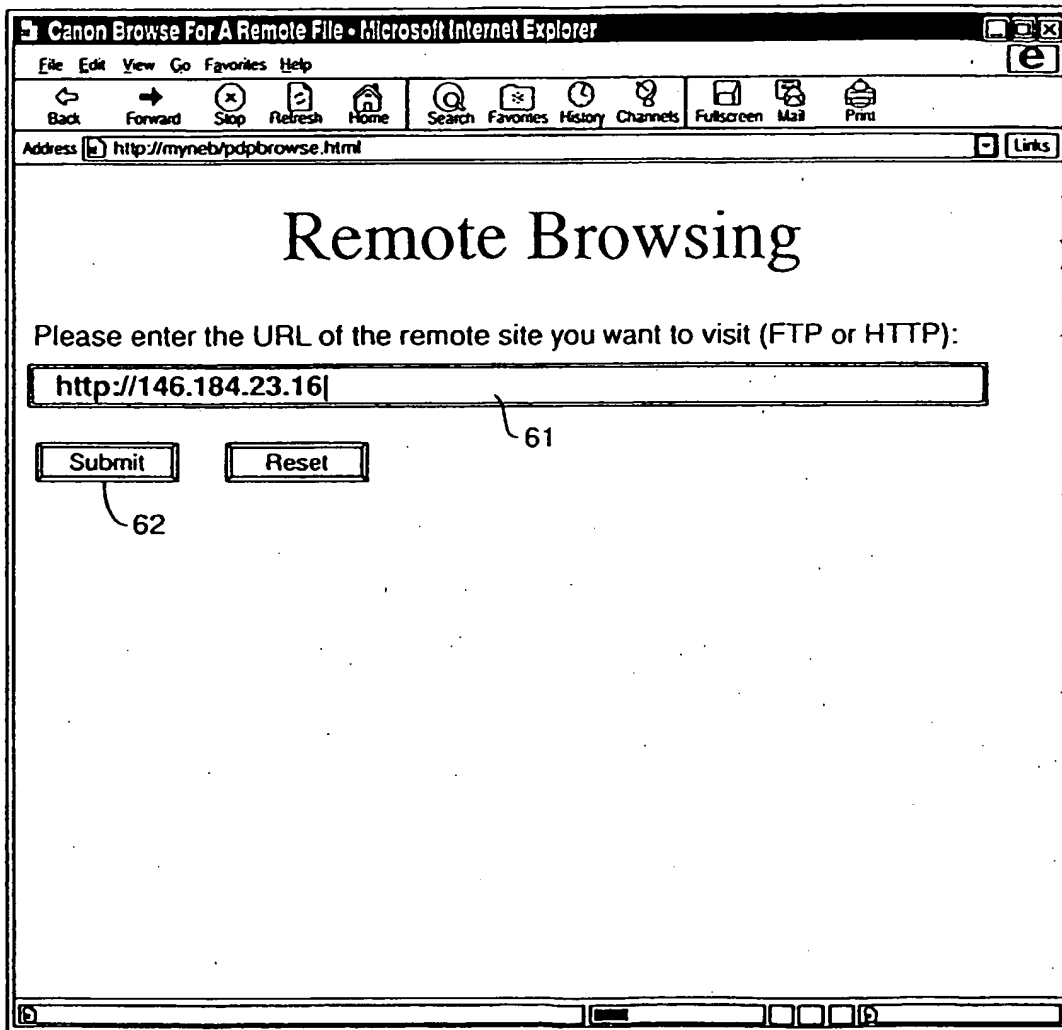 Canon Browse For A Remote File - Microsoft Internet Explorer
File Edit View Go Favorites Help
e
Back Forward Stop Refresh Home Search Favorites History Channels Fullscreen Mail Print
Address http://myneb/pdpbrowse.html Links
Remote Browsing
Please enter the URL of the remote site you want to visit (FTP or HTTP):
http://146.184.23.16
61
Submit Reset
62